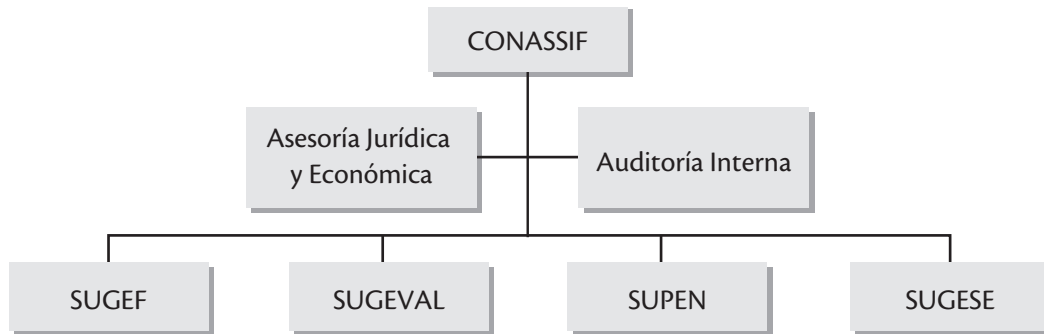 CONASSIF
Asesoría Jurídica
y Económica
Auditoría Interna
SUGEF
SUGEVAL
SUPEN
SUGESE